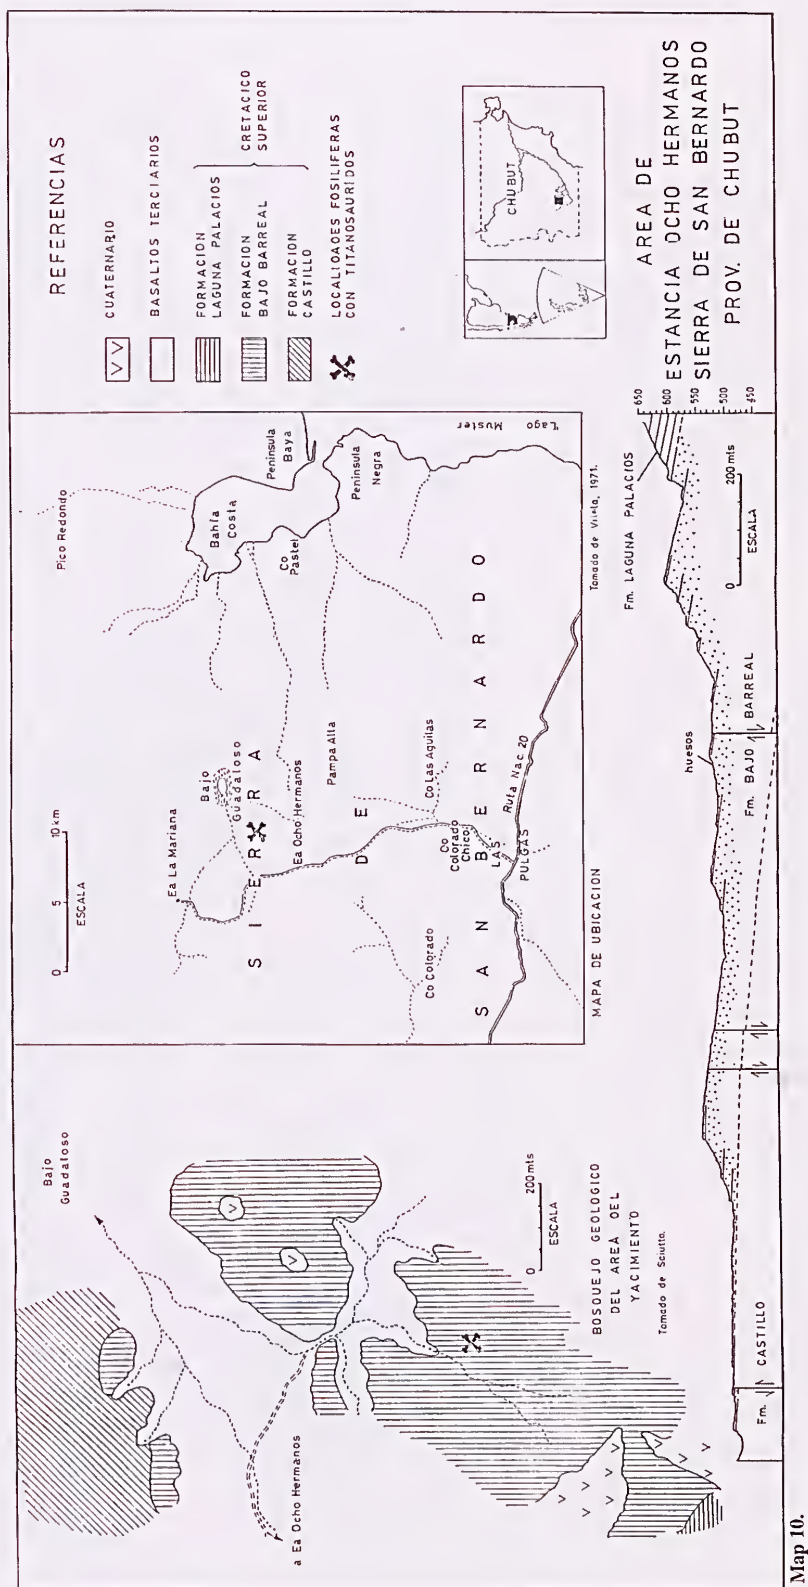 Bajo
Guadaloso
a Ea Ocho Hermanos
0 200 mts
ESCALA
BOSQUEJO GEOLOGICO
DEL AREA DEL
YACIMIENTO
Tomado de Sciutto.
0 5 10 km
ESCALA
Ea La Mariana
Pico Redondo
Bajo
Guadaloso
Bahía
Costa
Peninsula
Baya
SIERRA
Ea Ocho Hermanos
Co
Pastel
Peninsula
Negra
Pampa Alta
DE
Co Colorado
Co Las Aguilas
Co
Colorado
Chico
Lago Muster
SAN BERNARDO
LAS
PULGAS
Ruta Nac 20
MAPA DE UBICACION
Tomado de Vilela, 1971.
REFERENCIAS
V V CUATERNARIO
BASALTOS TERCIARIOS
FORMACION
LAGUNA PALACIOS
FORMACION
BAJO BARREAL
CRETACICO
SUPERIOR
FORMACION
CASTILLO
LOCALIDADES FOSILIFERAS
CON TITANOSAURIDOS
CHUBUT
AREA DE
ESTANCIA OCHO HERMANOS
SIERRA DE SAN BERNARDO
PROV. DE CHUBUT
Fm. LAGUNA PALACIOS
650
600
550
500
450
huesos
0 200 mts
ESCALA
Fm. BAJO BARREAL
Fm. CASTILLO
V
V
V
V
V
V
V
V
V
V
Map 10.